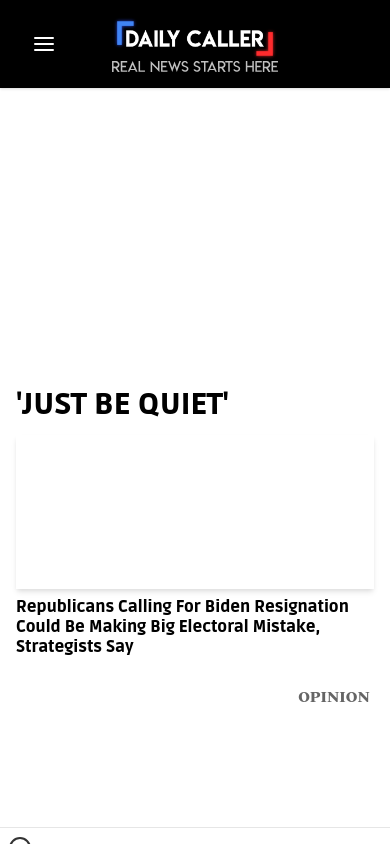 DAILY CALLER
REAL NEWS STARTS HERE
'JUST BE QUIET'
Republicans Calling For Biden Resignation
Could Be Making Big Electoral Mistake,
Strategists Say
OPINION